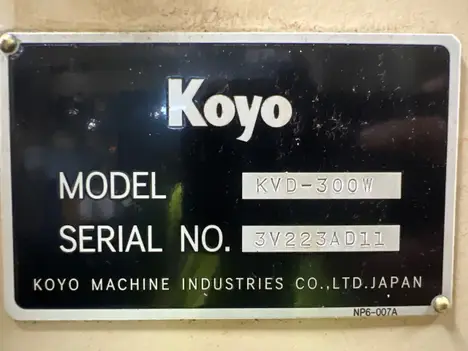 Koyo
MODEL KVD-300W
SERIAL NO. 3V223AD11
KOYO MACHINE INDUSTRIES CO.,LTD.JAPAN
NP6-007A